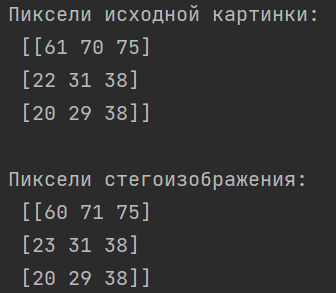 Пиксели исходной картинки:
[[61 70 75]
[22 31 38]
[20 29 38]]
Пиксели стегоизображения:
[[60 71 75]
[23 31 38]
[20 29 38]]